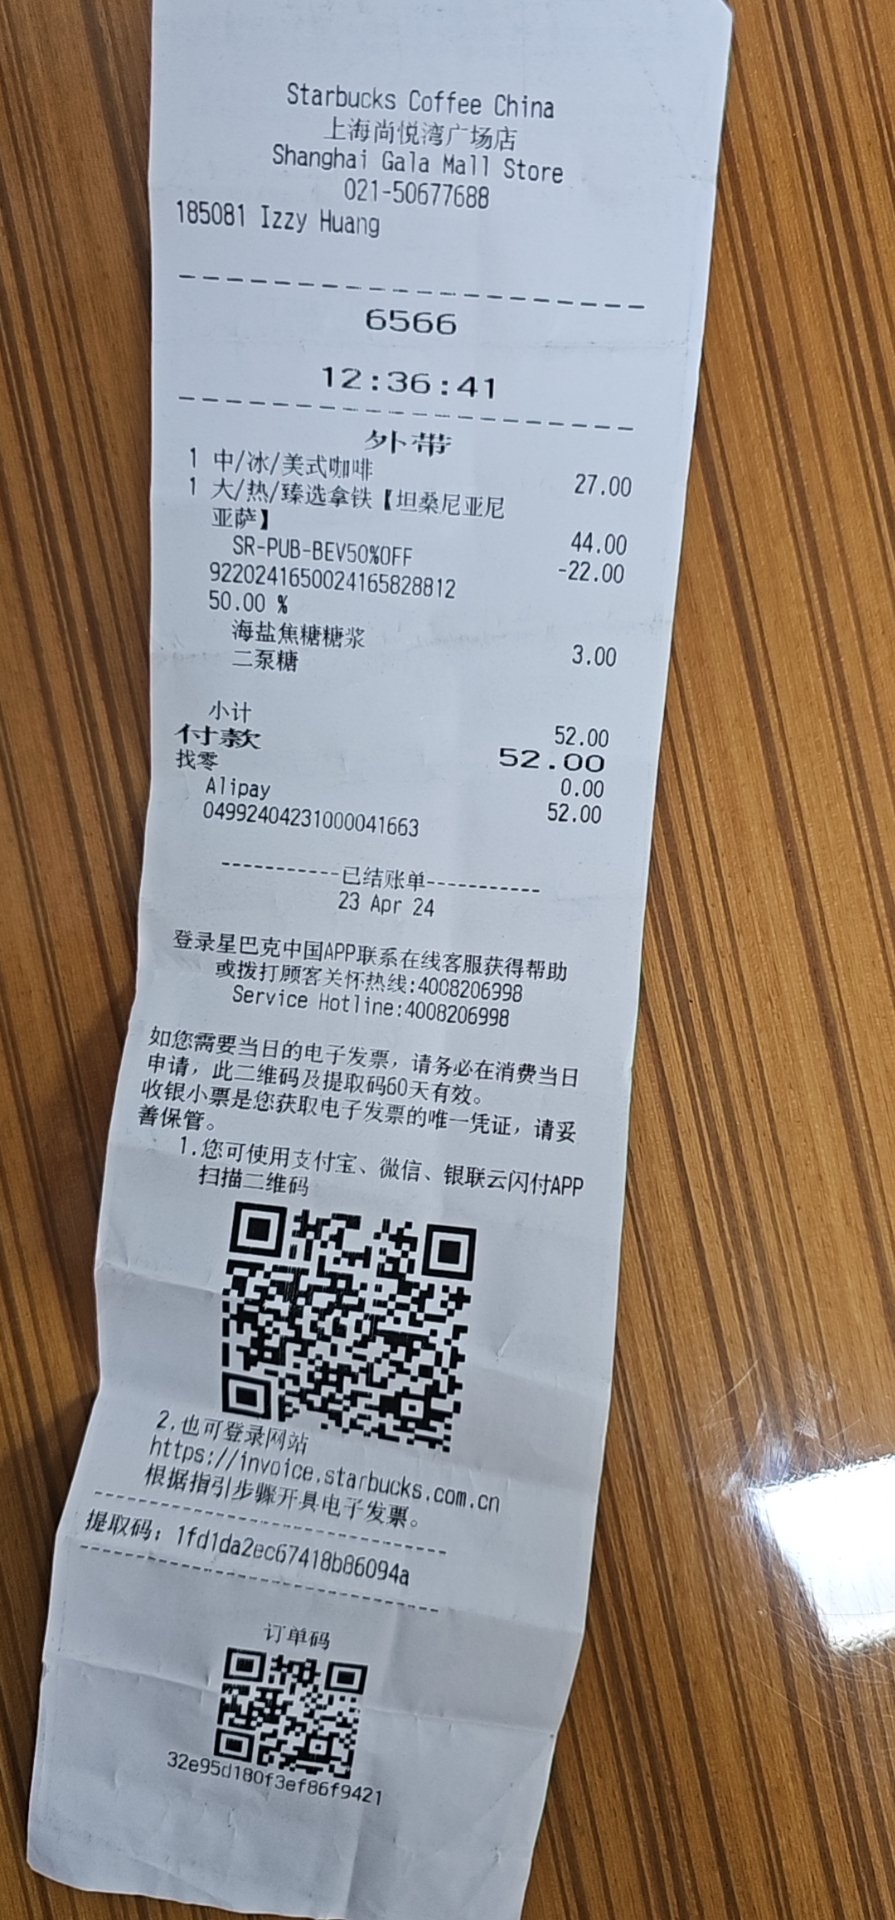 Starbucks Coffee China
上海尚悦湾广场店
Shanghai Gala Mall Store
021-50677688
185081 Izzy Huang
6566
12:36:41
外带
1 中/冰/美式咖啡 27.00
1 大/热/臻选拿铁【坦桑尼亚尼
亚萨】 44.00
SR-PUB-BEV50%OFF -22.00
9220241650024165828812
50.00 %
海盐焦糖糖浆 3.00
二泵糖
小计 52.00
付款 52.00
找零 0.00
Alipay 52.00
04992404231000041663
-----------已结账单-----------
23 Apr 24
登录星巴克中国APP联系在线客服获得帮助
或拨打顾客关怀热线:4008206998
Service Hotline:4008206998
如您需要当日的电子发票，请务必在消费当日
申请，此二维码及提取码60天有效。
收银小票是您获取电子发票的唯一凭证，请妥
善保管。
1.您可使用支付宝、微信、银联云闪付APP
扫描二维码
2.也可登录网站
https://invoice.starbucks.com.cn
根据指引步骤开具电子发票。
提取码：1fd1da2ec67418b86094a
订单码
32e95d180f3ef86f9421